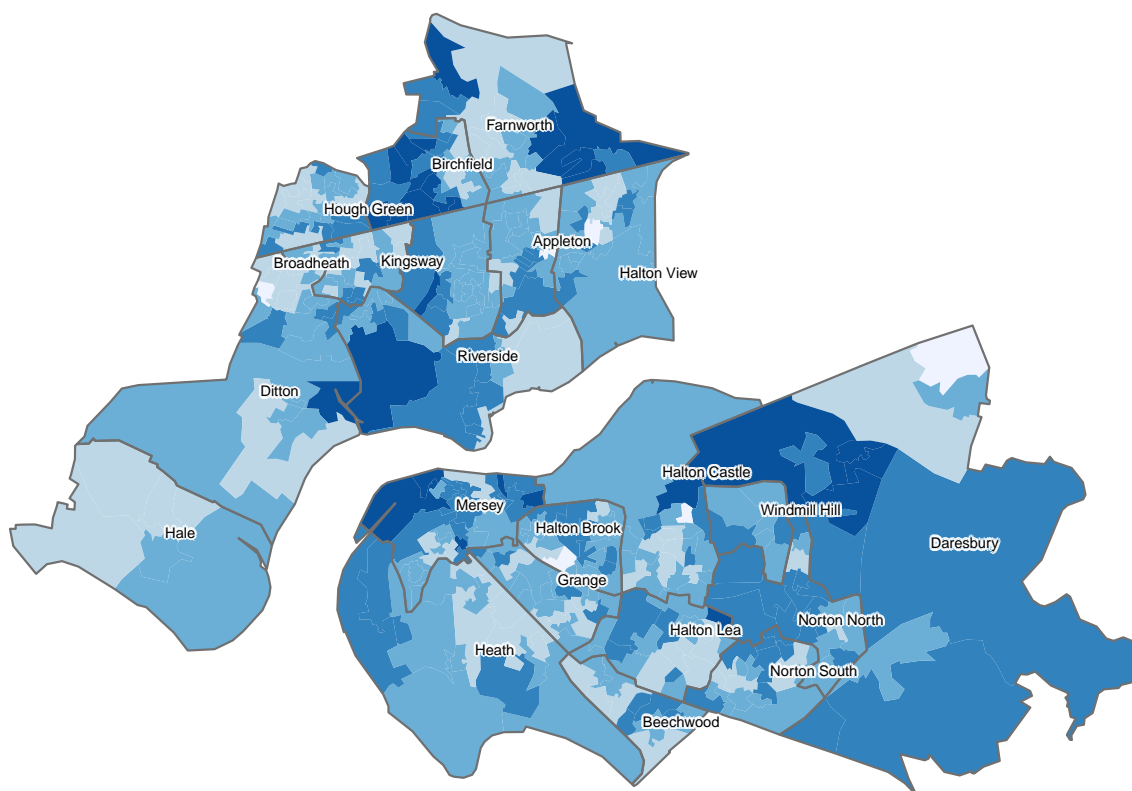 Farnworth
Birchfield
Hough Green
Appleton
Broadheath
Kingsway
Halton View
Riverside
Ditton
Halton Castle
Mersey
Windmill Hill
Halton Brook
Hale
Daresbury
Grange
Norton North
Halton Lea
Heath
Norton South
Beechwood